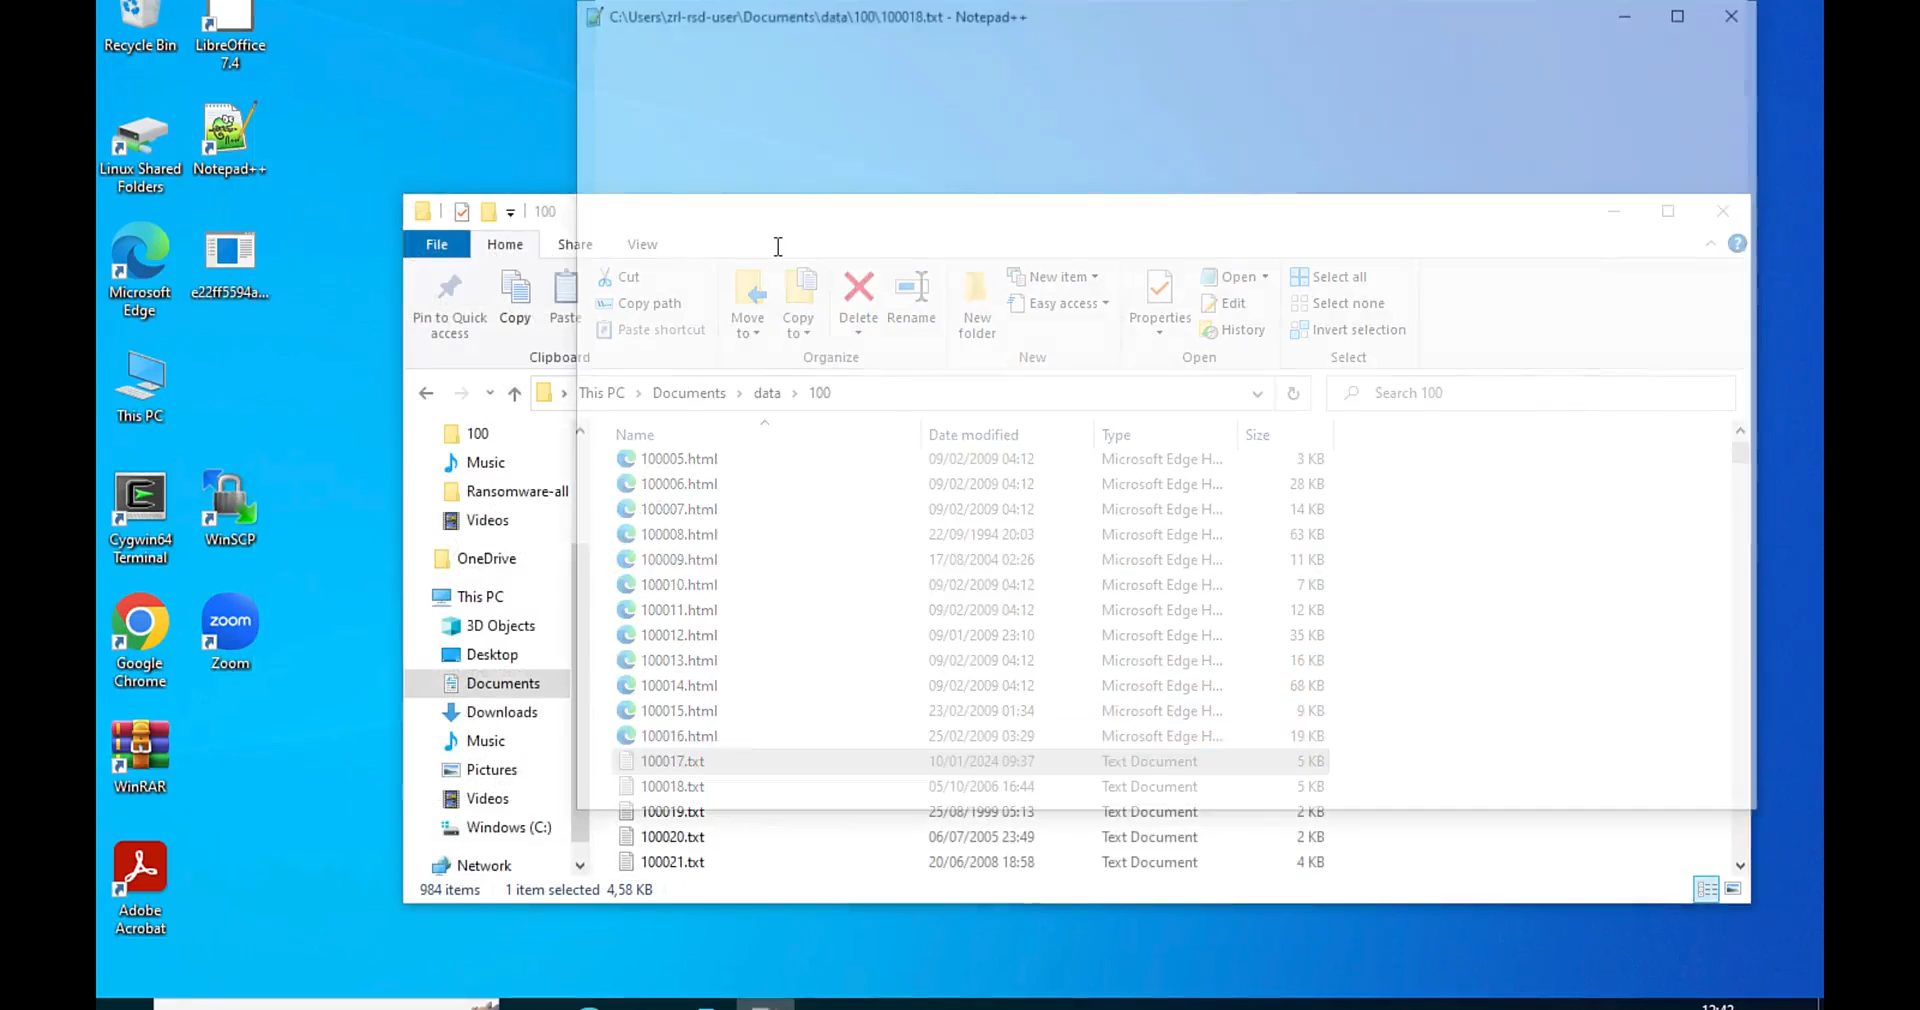 C:\Users\zrl-rsd-user\Documents\data\100\100018.txt - Notepad++
Recycle Bin
LibreOffice
7.4
Linux Shared
Folders
Notepad++
Microsoft
Edge
e22ff5594a...
This PC
Cygwin64
Terminal
WinSCP
Google
Chrome
zoom
Zoom
WinRAR
Adobe
Acrobat
100
File Home Share View
Pin to Quick
access
Copy
Paste
Cut
Copy path
Paste shortcut
Clipboard
Move
to
Copy
to
Delete
Rename
Organize
New
folder
New item
Easy access
New
Properties
Open
Edit
History
Open
Select all
Select none
Invert selection
Select
This PC > Documents > data > 100
Search 100
100
Music
Ransomware-all
Videos
OneDrive
This PC
3D Objects
Desktop
Documents
Downloads
Music
Pictures
Videos
Windows (C:)
Network
Name Date modified Type Size
100005.html 09/02/2009 04:12 Microsoft Edge H... 3 KB
100006.html 09/02/2009 04:12 Microsoft Edge H... 28 KB
100007.html 09/02/2009 04:12 Microsoft Edge H... 14 KB
100008.html 22/09/1994 20:03 Microsoft Edge H... 63 KB
100009.html 17/08/2004 02:26 Microsoft Edge H... 11 KB
100010.html 09/02/2009 04:12 Microsoft Edge H... 7 KB
100011.html 09/02/2009 04:12 Microsoft Edge H... 12 KB
100012.html 09/01/2009 23:10 Microsoft Edge H... 35 KB
100013.html 09/02/2009 04:12 Microsoft Edge H... 16 KB
100014.html 09/02/2009 04:12 Microsoft Edge H... 68 KB
100015.html 23/02/2009 01:34 Microsoft Edge H... 9 KB
100016.html 25/02/2009 03:29 Microsoft Edge H... 19 KB
100017.txt 10/01/2024 09:37 Text Document 5 KB
100018.txt 05/10/2006 16:44 Text Document 5 KB
100019.txt 25/08/1999 05:13 Text Document 2 KB
100020.txt 06/07/2005 23:49 Text Document 2 KB
100021.txt 20/06/2008 18:58 Text Document 4 KB
984 items 1 item selected 4,58 KB